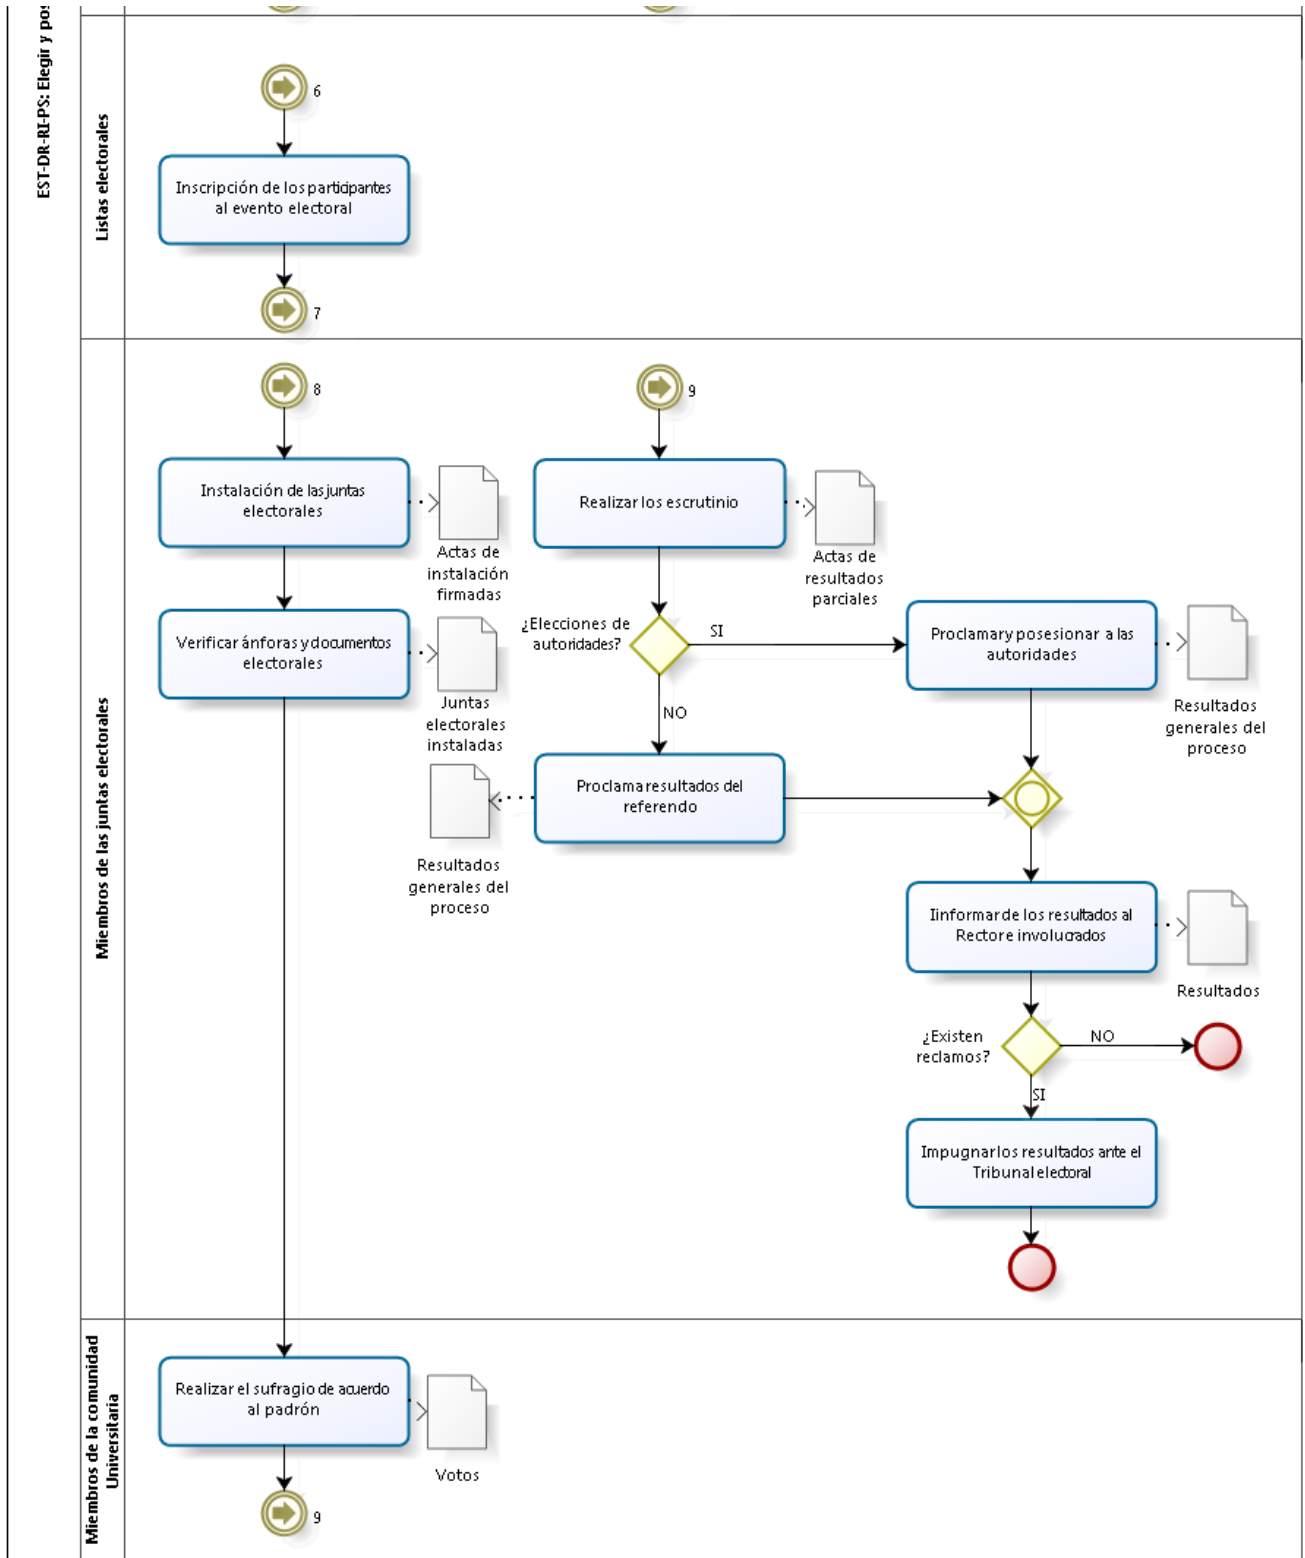 EST-DR-RI-PS: Elegir y pos
Listas electorales
6
Inscripción de los participantes
al evento electoral
7
Miembros de las juntas electorales
8
Instalación de las juntas
electorales
Actas de
instalación
firmadas
Verificar ánforas y documentos
electorales
Juntas
electorales
instaladas
9
Realizar los escrutinio
Actas de
resultados
parciales
¿Elecciones de
autoridades?
SI
NO
Proclamar y posesionar a las
autoridades
Resultados
generales del
proceso
Proclama resultados del
referendo
Resultados
generales del
proceso
Iinformar de los resultados al
Rector e involucrados
Resultados
¿Existen
reclamos?
NO
SI
Impugnar los resultados ante el
Tribunal electoral
Miembros de la comunidad
Universitaria
Realizar el sufragio de acuerdo
al padrón
Votos
9